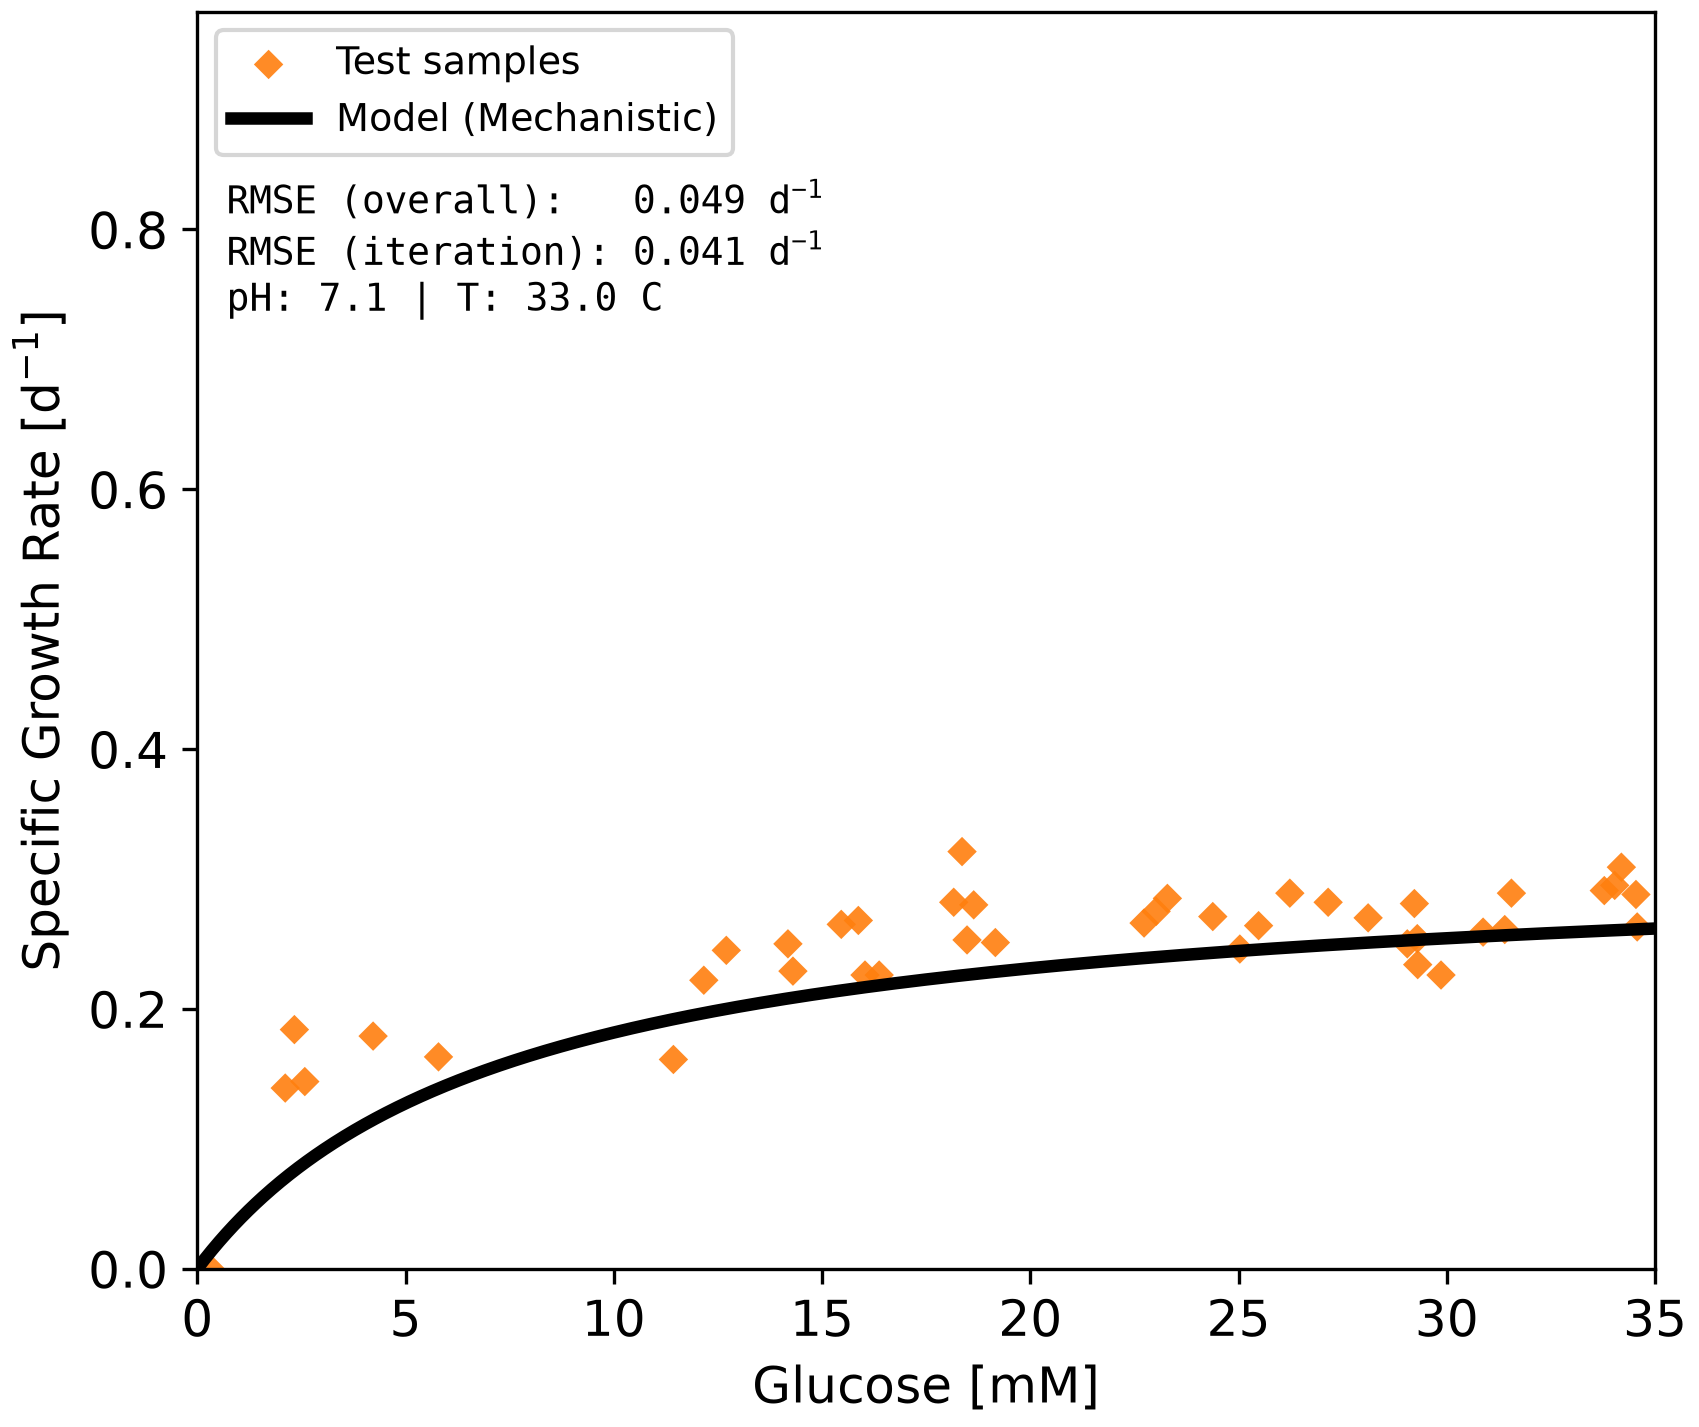 Test samples
Model (Mechanistic)
RMSE (overall): 0.049 d⁻¹
RMSE (iteration): 0.041 d⁻¹
pH: 7.1 | T: 33.0 C
Specific Growth Rate [d⁻¹]
0.8
0.6
0.4
0.2
0.0
0 5 10 15 20 25 30 35
Glucose [mM]